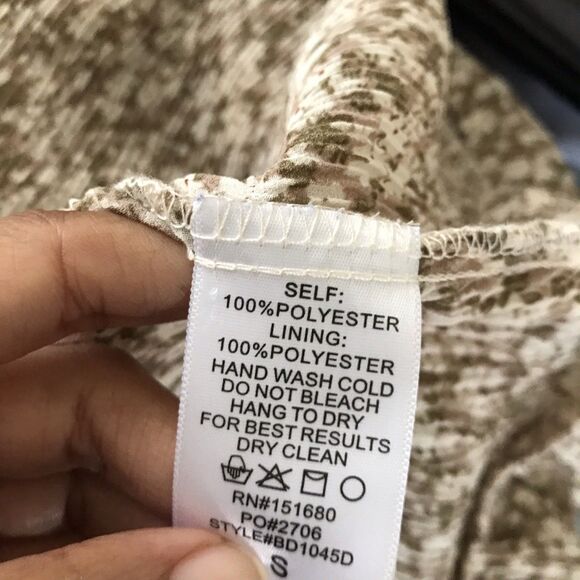 SELF:
100%POLYESTER
LINING:
100%POLYESTER
HAND WASH COLD
DO NOT BLEACH
HANG TO DRY
FOR BEST RESULTS
DRY CLEAN
RN#151680
PO#2706
STYLE#BD1045D
S